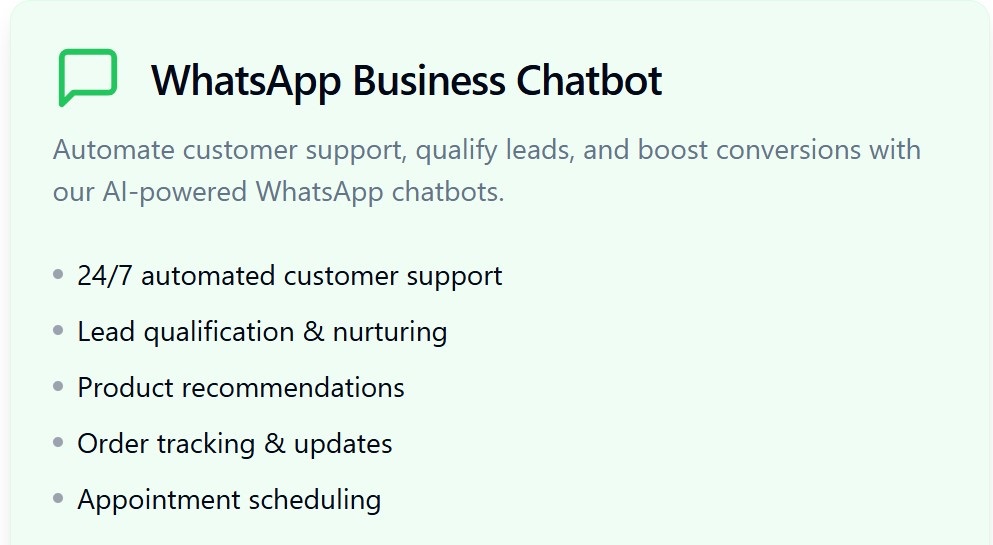 WhatsApp Business Chatbot
Automate customer support, qualify leads, and boost conversions with
our AI-powered WhatsApp chatbots.
24/7 automated customer support
Lead qualification & nurturing
Product recommendations
Order tracking & updates
Appointment scheduling